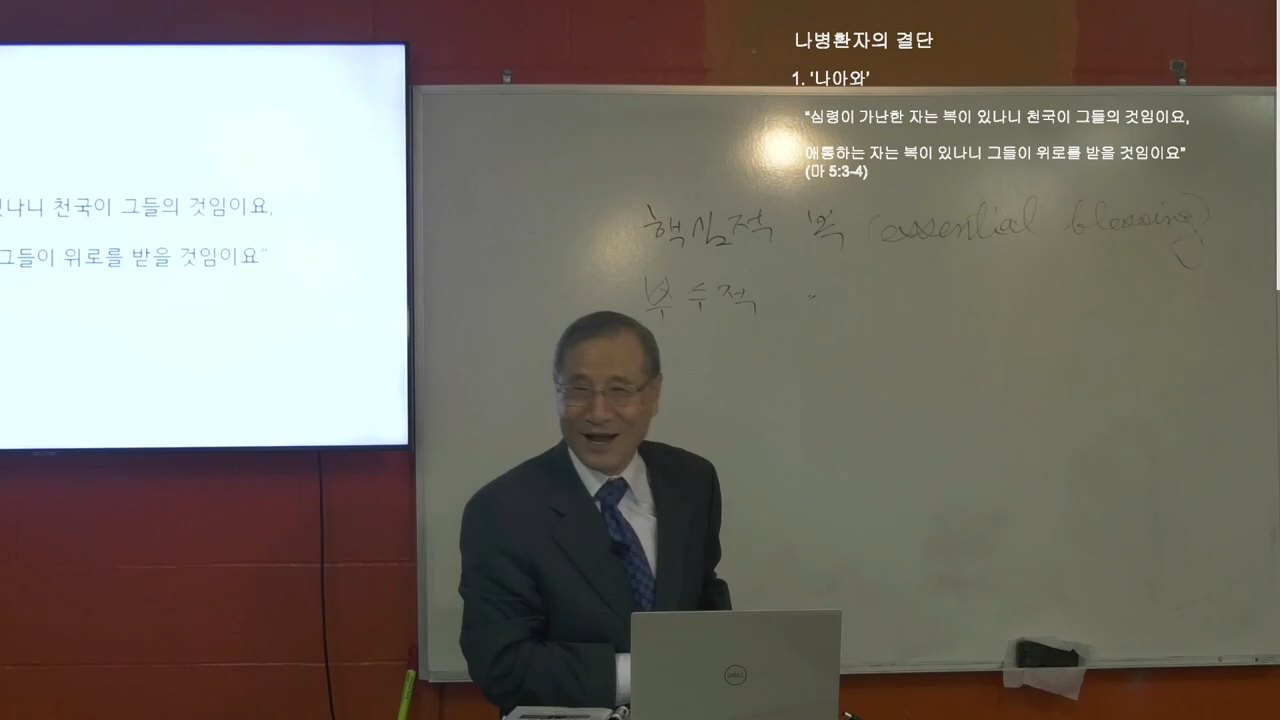 나병환자의 결단
1. ‘나아와’
“심령이 가난한 자는 복이 있나니 천국이 그들의 것임이요,
애통하는 자는 복이 있나니 그들이 위로를 받을 것임이요”
(마 5:3-4)
있나니 천국이 그들의 것임이요,
그들이 위로를 받을 것임이요”
핵심적 복 (essential blessing)
부수적 〃
DELL